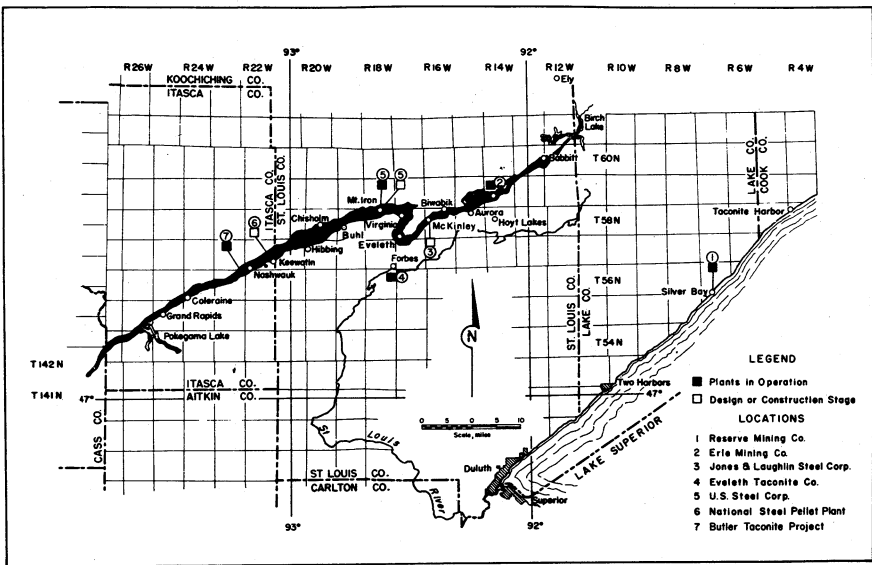 93° 92°
R26W R24W R22W R20W R18W R16W R14W R12W R10W R8W R6W R4W
KOOCHICHING CO.
ITASCA CO.
Ely
Birch
Lake
Babbitt
T60N
LAKE CO.
COOK CO.
ITASCA CO.
ST. LOUIS CO.
5 5
2
Mt. Iron
Biwabik
Aurora
Chisholm
Virginia
McKinley
Hoyt Lakes
T58N
Taconite Harbor
6
7
Buhl
Hibbing
Eveleth
3
Keewatin
Forbes
1
Nashwauk
4
T56N
Silver Bay
Coleraine
Grand Rapids
Pokegama Lake
N
ST. LOUIS CO.
LAKE CO.
T54N
T142N
LEGEND
Plants in Operation
Design or Construction Stage
ITASCA CO.
AITKIN CO.
T141N 47°
Two Harbors
47°
CASS CO.
10 5 0 10
Scale, miles
St Louis River
LAKE SUPERIOR
Duluth
Superior
ST LOUIS CO.
CARLTON CO.
93° 92°
LOCATIONS
1 Reserve Mining Co.
2 Erie Mining Co.
3 Jones & Laughlin Steel Corp.
4 Eveleth Taconite Co.
5 U.S. Steel Corp.
6 National Steel Pellet Plant
7 Butler Taconite Project